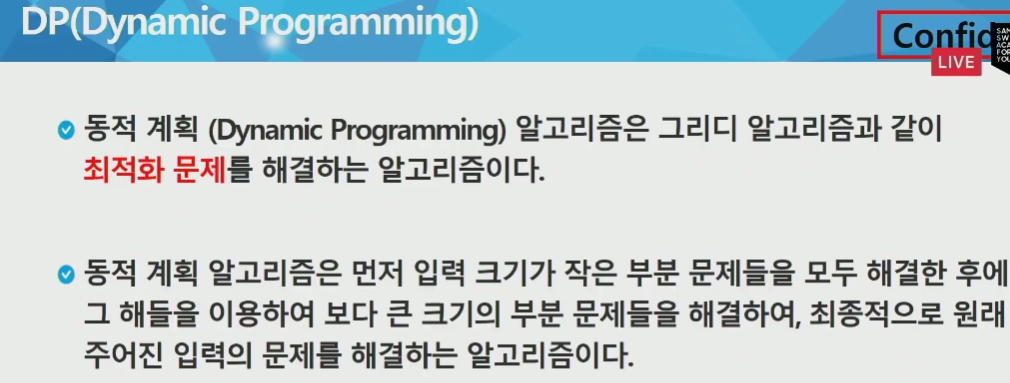 DP(Dynamic Programming)
Confid
LIVE
동적 계획 (Dynamic Programming) 알고리즘은 그리디 알고리즘과 같이
최적화 문제를 해결하는 알고리즘이다.
동적 계획 알고리즘은 먼저 입력 크기가 작은 부분 문제들을 모두 해결한 후에
그 해들을 이용하여 보다 큰 크기의 부분 문제들을 해결하여, 최종적으로 원래
주어진 입력의 문제를 해결하는 알고리즘이다.